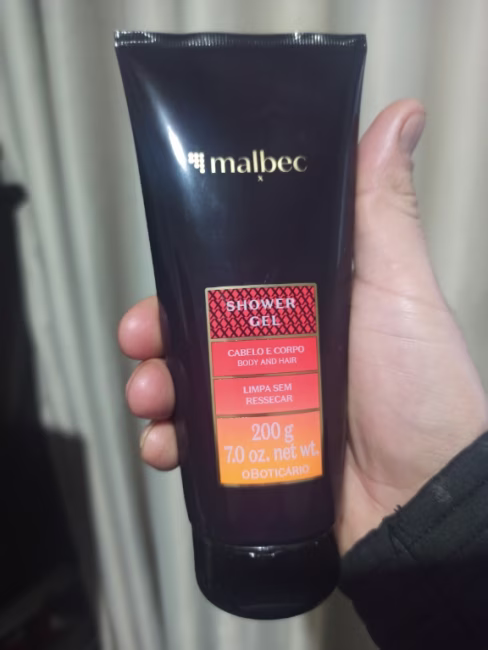 malbec
x
SHOWER
GEL
CABELO E CORPO
BODY AND HAIR
LIMPA SEM
RESSECAR
200 g
7.0 oz. net wt.
oBOTICÁRIO